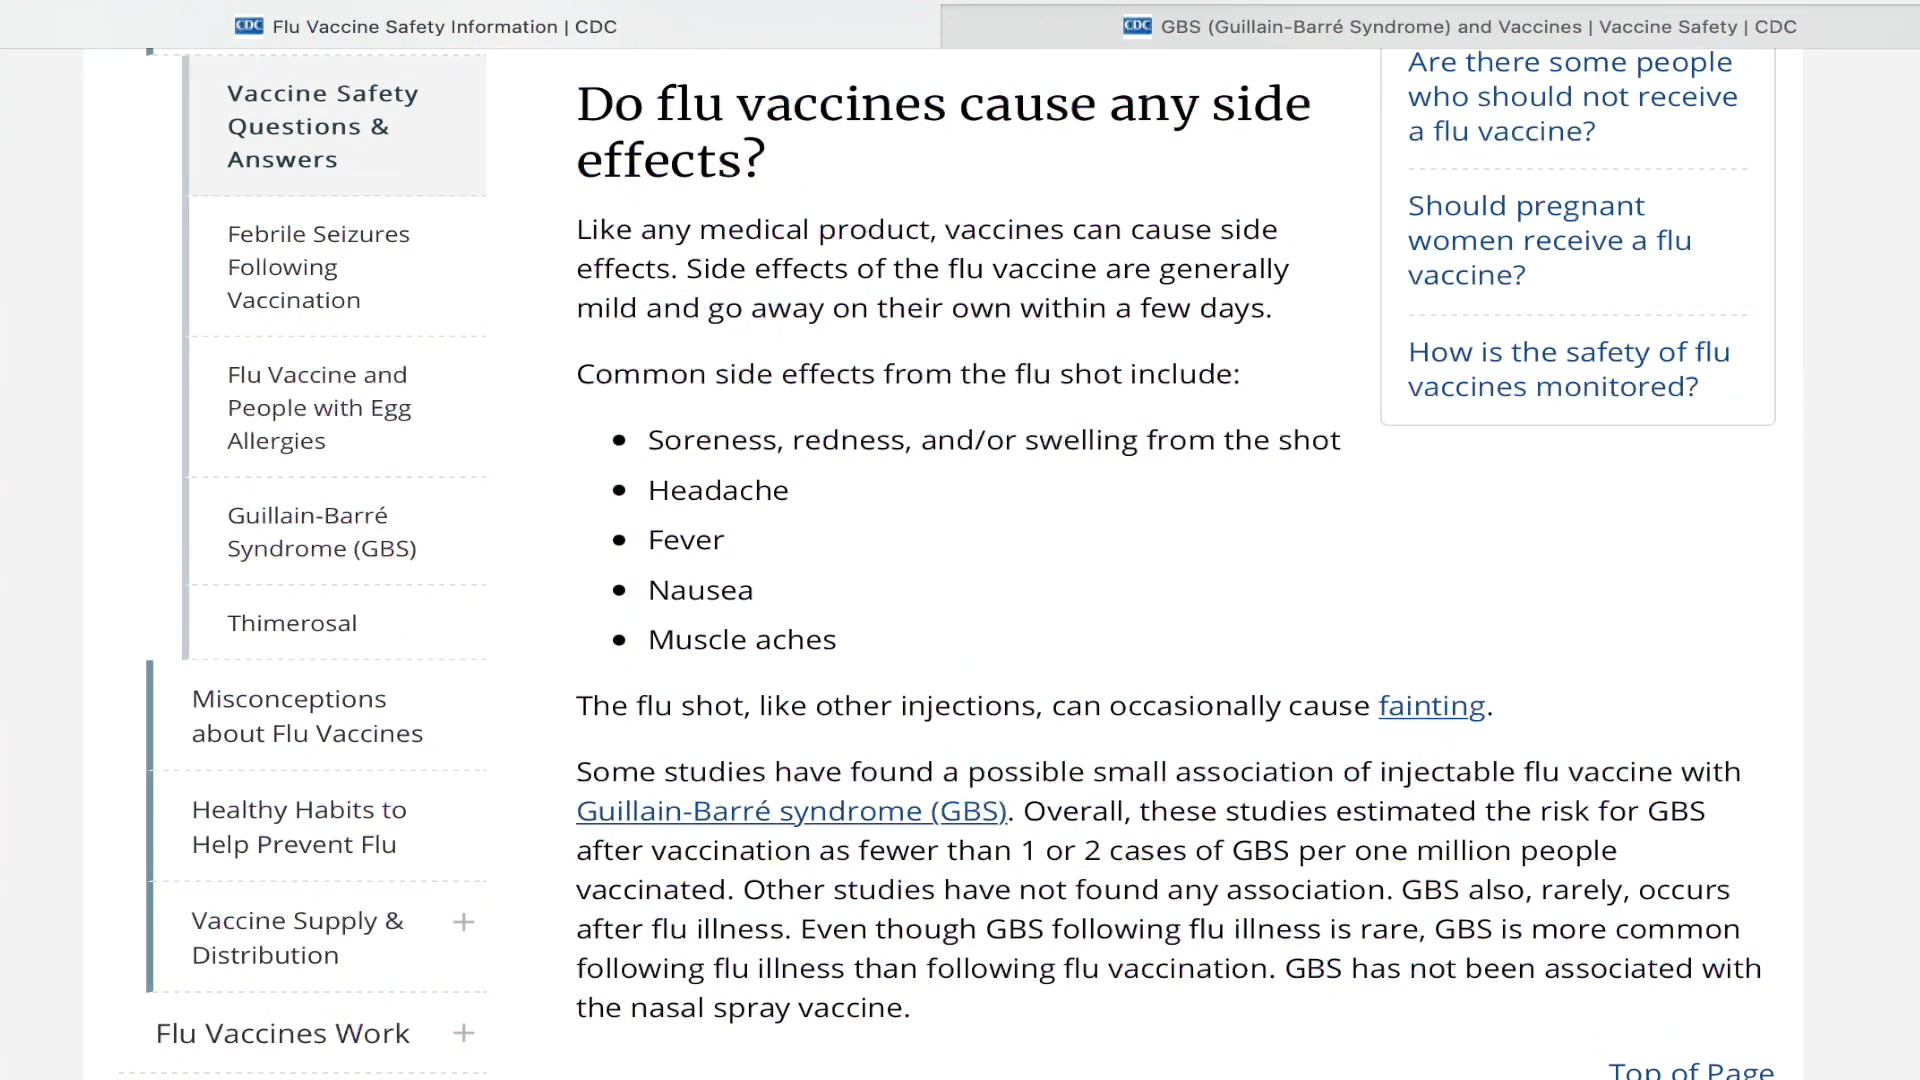 CDC Flu Vaccine Safety Information | CDC
CDC GBS (Guillain-Barré Syndrome) and Vaccines | Vaccine Safety | CDC
Vaccine Safety
Questions &
Answers
Febrile Seizures
Following
Vaccination
Flu Vaccine and
People with Egg
Allergies
Guillain-Barré
Syndrome (GBS)
Thimerosal
Misconceptions
about Flu Vaccines
Healthy Habits to
Help Prevent Flu
Vaccine Supply & +
Distribution
Flu Vaccines Work +
Do flu vaccines cause any side
effects?
Like any medical product, vaccines can cause side
effects. Side effects of the flu vaccine are generally
mild and go away on their own within a few days.
Common side effects from the flu shot include:
• Soreness, redness, and/or swelling from the shot
• Headache
• Fever
• Nausea
• Muscle aches
The flu shot, like other injections, can occasionally cause fainting.
Some studies have found a possible small association of injectable flu vaccine with
Guillain-Barré syndrome (GBS). Overall, these studies estimated the risk for GBS
after vaccination as fewer than 1 or 2 cases of GBS per one million people
vaccinated. Other studies have not found any association. GBS also, rarely, occurs
after flu illness. Even though GBS following flu illness is rare, GBS is more common
following flu illness than following flu vaccination. GBS has not been associated with
the nasal spray vaccine.
Top of Page
Are there some people
who should not receive
a flu vaccine?
Should pregnant
women receive a flu
vaccine?
How is the safety of flu
vaccines monitored?